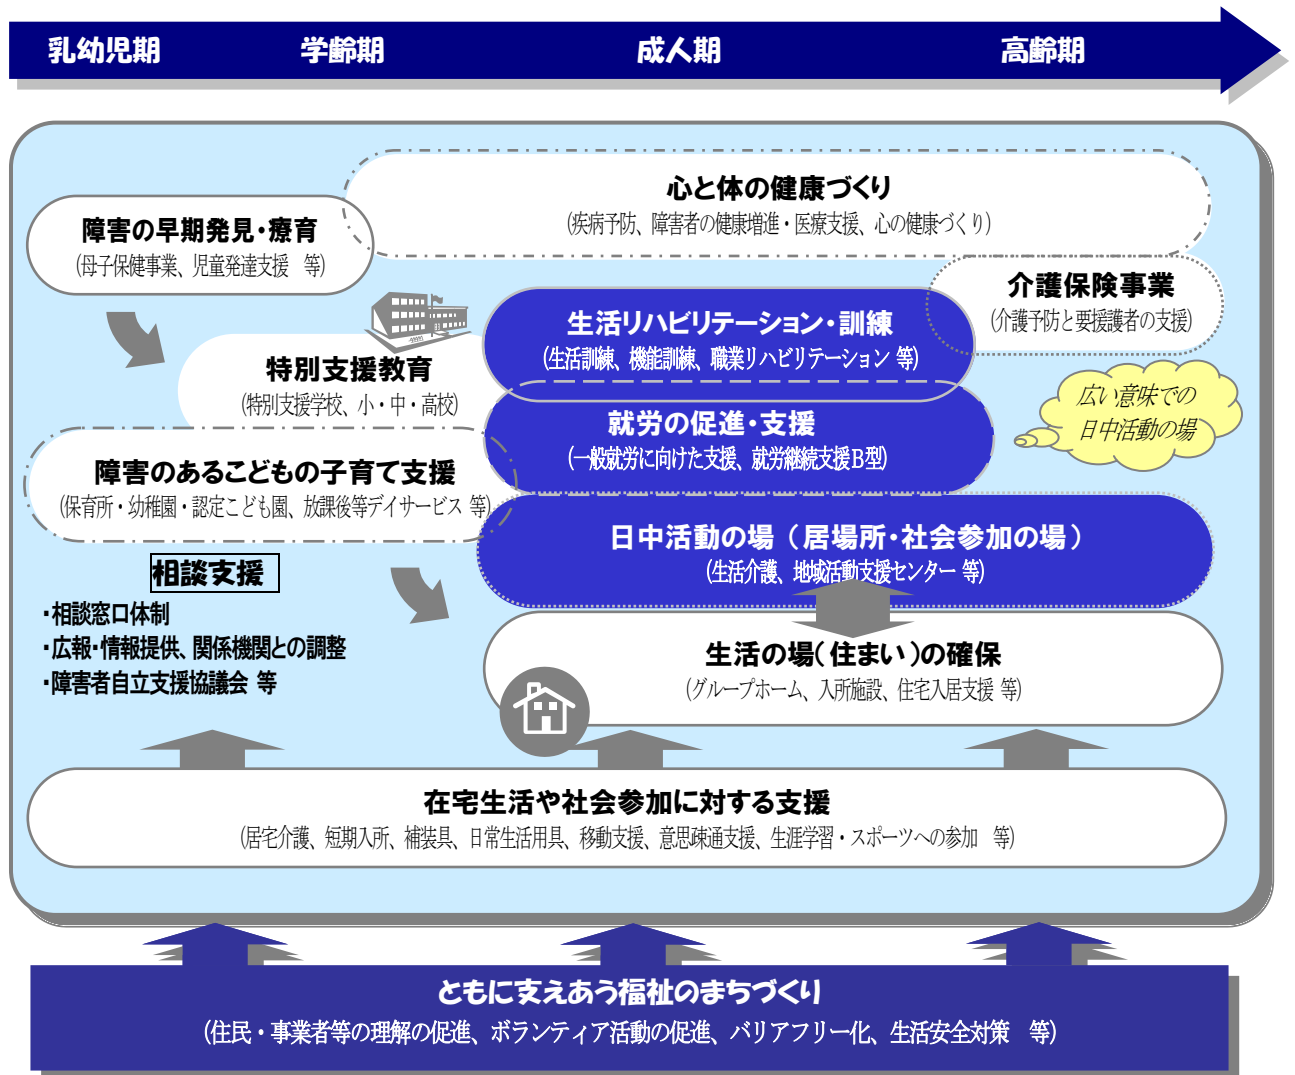 乳幼児期
学齢期
成人期
高齢期
心と体の健康づくり
(疾病予防、障害者の健康増進・医療支援、心の健康づくり)
障害の早期発見・療育
(母子保健事業、児童発達支援　等)
介護保険事業
(介護予防と要援護者の支援)
生活リハビリテーション・訓練
(生活訓練、機能訓練、職業リハビリテーション 等)
特別支援教育
(特別支援学校、小・中・高校)
広い意味での
日中活動の場
就労の促進・支援
(一般就労に向けた支援、就労継続支援B型)
障害のあるこどもの子育て支援
(保育所・幼稚園・認定こども園、放課後等デイサービス 等)
日中活動の場（居場所・社会参加の場）
(生活介護、地域活動支援センター 等)
相談支援
・相談窓口体制
・広報・情報提供、関係機関との調整
・障害者自立支援協議会 等
生活の場(住まい)の確保
(グループホーム、入所施設、住宅入居支援 等)
在宅生活や社会参加に対する支援
(居宅介護、短期入所、補装具、日常生活用具、移動支援、意思疎通支援、生涯学習・スポーツへの参加　等)
ともに支えあう福祉のまちづくり
(住民・事業者等の理解の促進、ボランティア活動の促進、バリアフリー化、生活安全対策　等)